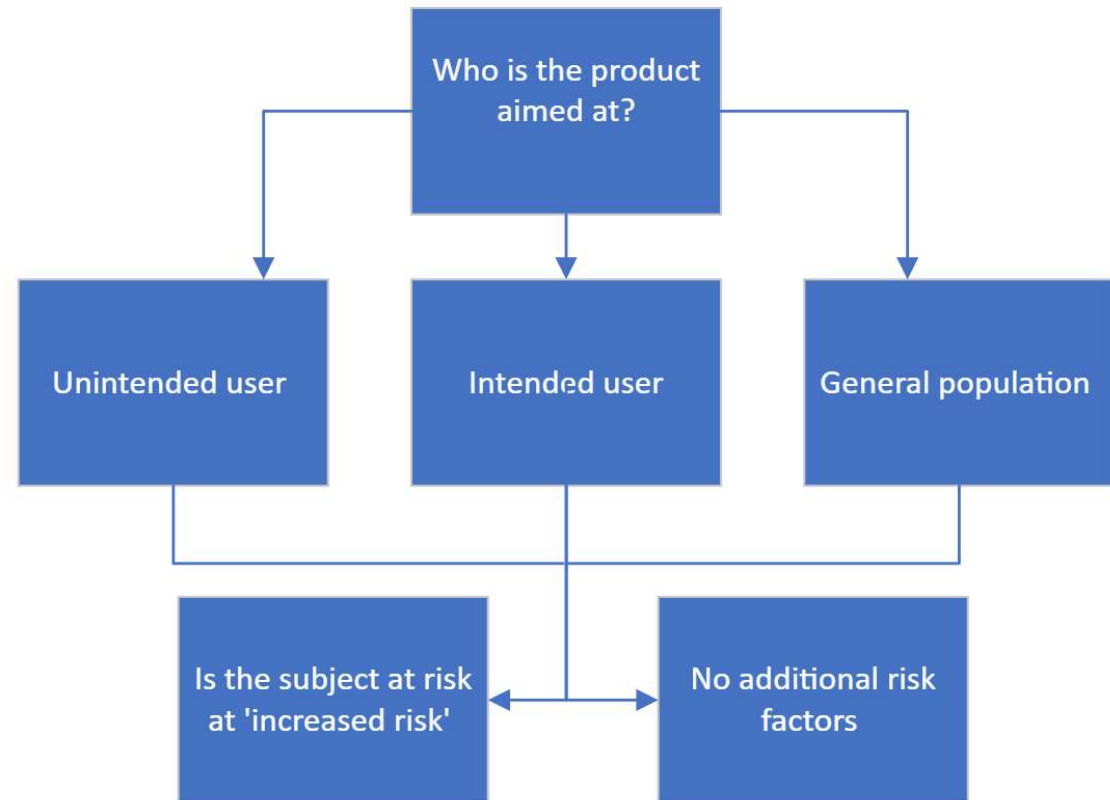 Who is the product
aimed at?
Unintended user
Intended user
General population
Is the subject at risk
at 'increased risk'
No additional risk
factors